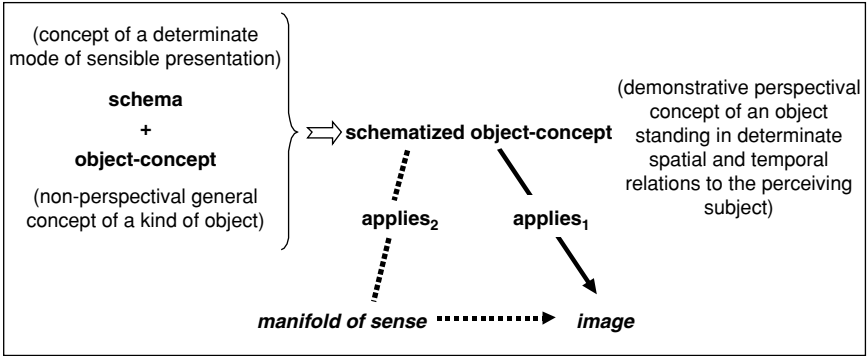 (concept of a determinate
mode of sensible presentation)
schema
+
object-concept
(non-perspectival general
concept of a kind of object)
schematized object-concept
(demonstrative perspectival
concept of an object
standing in determinate
spatial and temporal
relations to the perceiving
subject)
applies₂
applies₁
manifold of sense
image